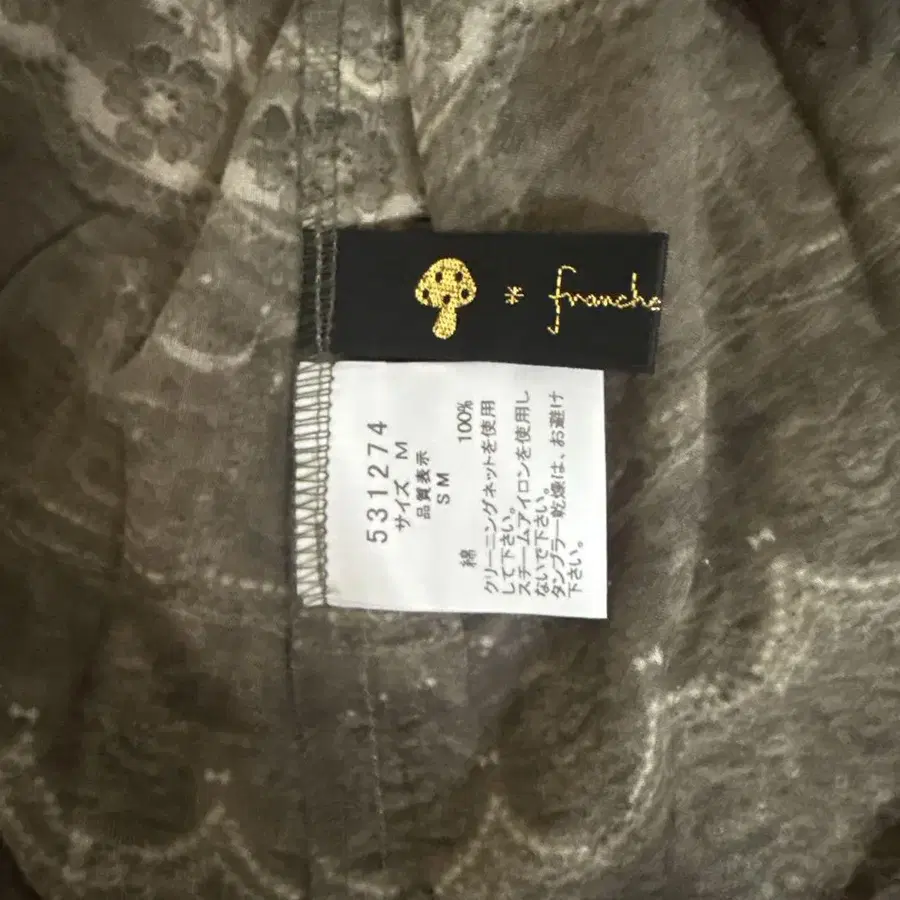 * franche
531274
サイズ M
品質表示
SM
綿 100%
クリーニングネットを使用
して下さい。
スチームアイロンを使用し
ないで下さい。
タンブラー乾燥は、お避け
下さい。